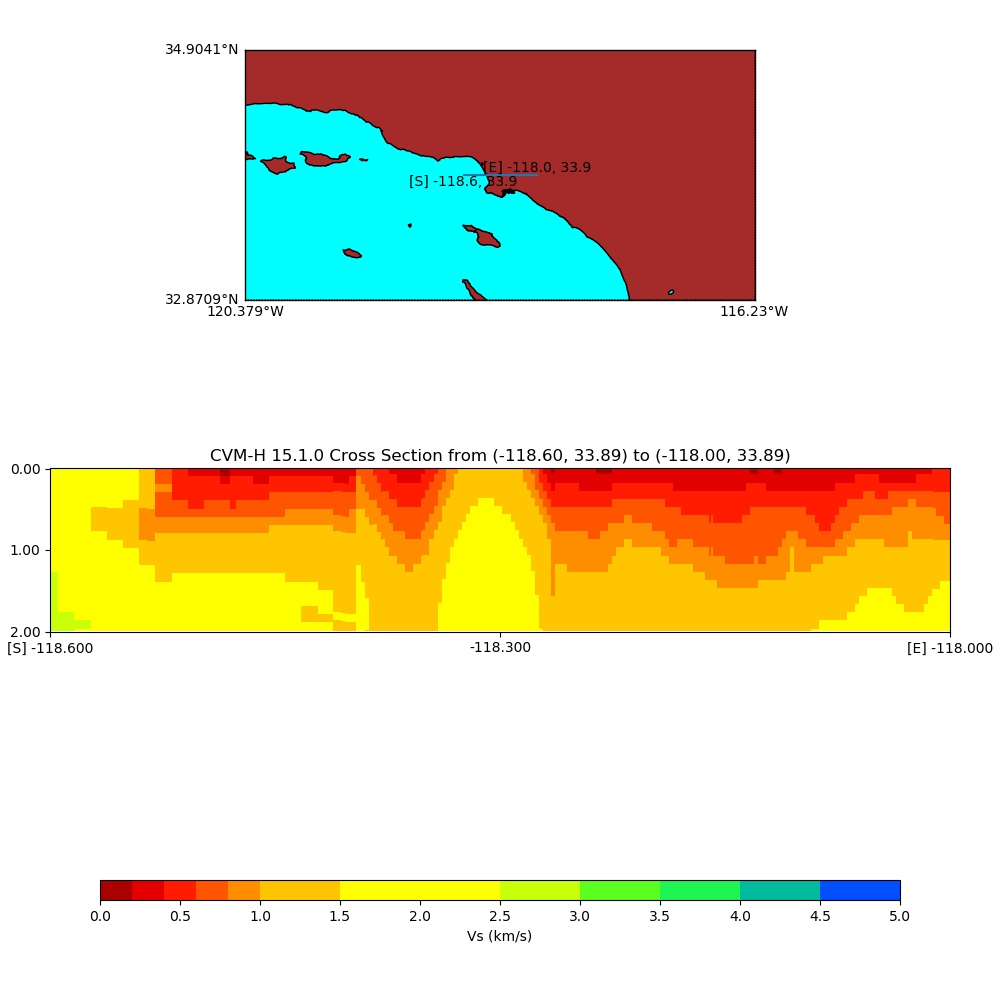 34.9041°N
[E] -118.0, 33.9
[S] -118.6, 33.9
32.8709°N
120.379°W 116.23°W
CVM-H 15.1.0 Cross Section from (-118.60, 33.89) to (-118.00, 33.89)
0.00
1.00
2.00
[S] -118.600 -118.300 [E] -118.000
0.0 0.5 1.0 1.5 2.0 2.5 3.0 3.5 4.0 4.5 5.0
Vs (km/s)